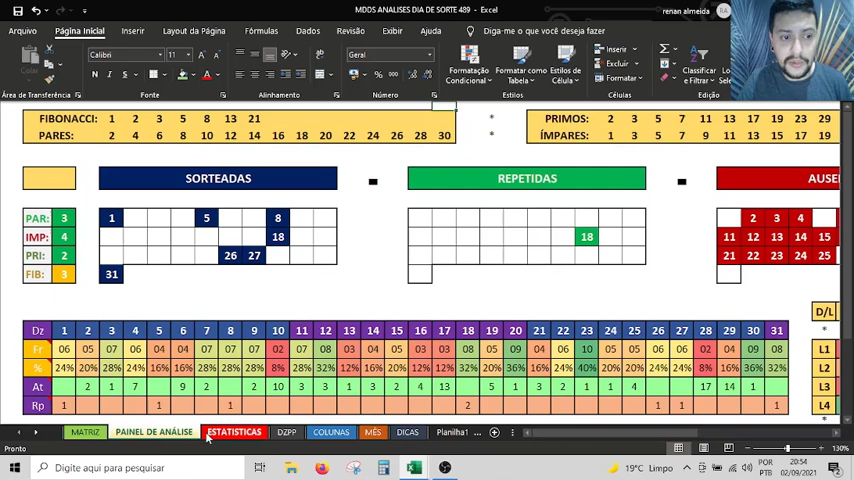 MDDS ANALISES DIA DE SORTE 489 - Excel
renan almeida
RA
Arquivo Página Inicial Inserir Layout da Página Fórmulas Dados Revisão Exibir Ajuda Diga-me o que você deseja fazer
Colar
Calibri 11
N I S
Geral
Formatação Condicional
Formatar como Tabela
Estilos de Célula
Inserir
Excluir
Formatar
Classificar e Filtrar
Área de Transferência Fonte Alinhamento Número Estilos Células
FIBONACCI: 1 2 3 5 8 13 21 * PRIMOS: 2 3 5 7 11 13 17 19 23 29
PARES: 2 4 6 8 10 12 14 16 18 20 22 24 26 28 30 * ÍMPARES: 1 3 5 7 9 11 13 15 17 19
SORTEADAS - REPETIDAS - AUSE
PAR: 3 1 5 8 2 3 4
IMP: 4 18 18 11 12 13 14 15
PRI: 2 26 27 21 22 23 24 25
FIB: 3 31
D/L
Dz 1 2 3 4 5 6 7 8 9 10 11 12 13 14 15 16 17 18 19 20 21 22 23 24 25 26 27 28 29 30 31 *
Fr 06 05 07 06 04 04 07 07 07 02 07 08 03 04 03 04 03 08 05 09 05 07 10 05 05 06 06 02 04 09 08 L1
% 24% 20% 28% 24% 16% 16% 28% 28% 28% 8% 28% 32% 12% 16% 12% 16% 12% 32% 20% 36% 20% 28% 40% 20% 20% 24% 24% 8% 16% 36% 32% L2
At 2 1 7 9 2 2 10 3 3 1 3 2 4 13 5 1 3 2 1 4 17 14 1 L3
Rp 1 1 1 2 1 1 1 L4
*
MATRIZ PAINEL DE ANÁLISE ESTATISTICAS DZPP COLUNAS MÊS DICAS Planilha1 ...
Pronto
130%
Digite aqui para pesquisar
19°C Limpo
POR
PTB
20:54
02/09/2021
2